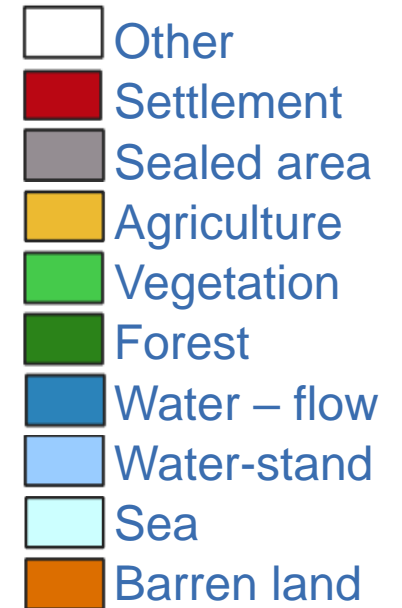 Other
Settlement
Sealed area
Agriculture
Vegetation
Forest
Water – flow
Water-stand
Sea
Barren land